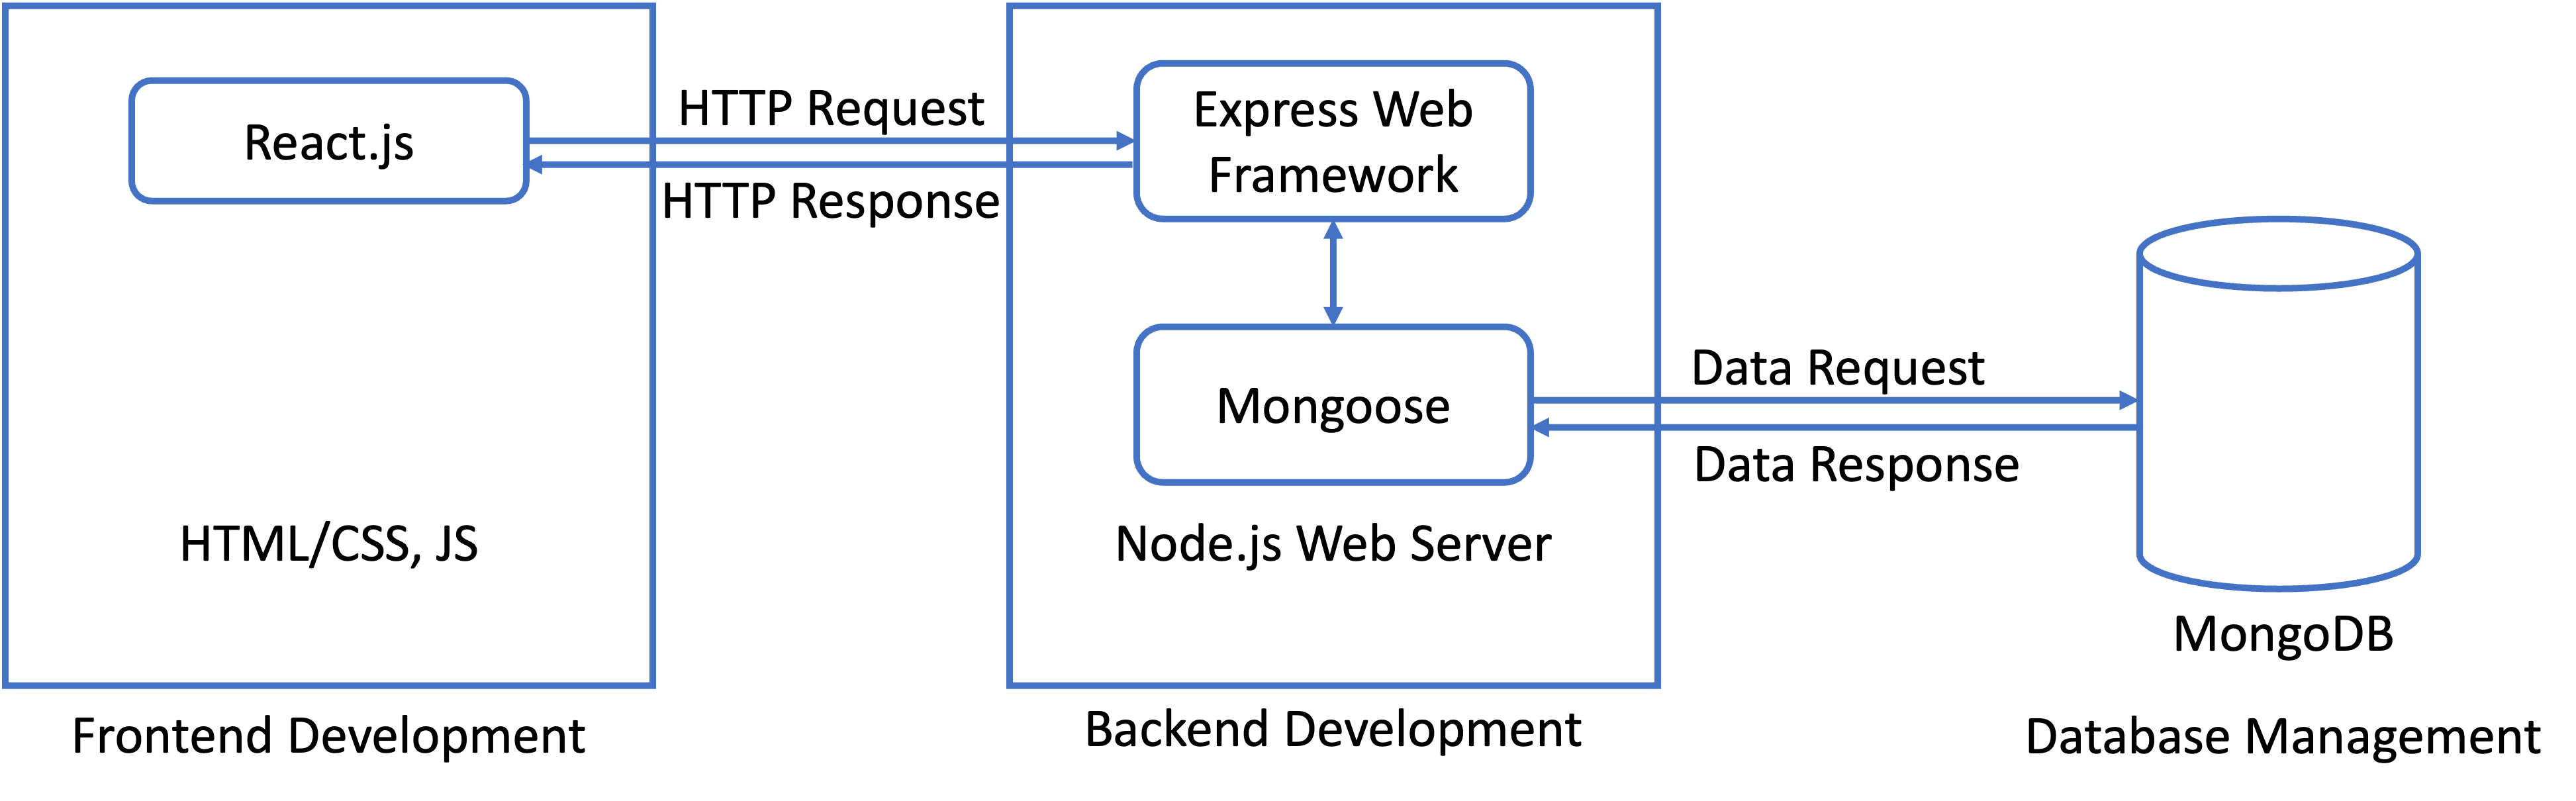 React.js
HTML/CSS, JS
Frontend Development
HTTP Request
HTTP Response
Express Web
Framework
Mongoose
Node.js Web Server
Backend Development
Data Request
Data Response
MongoDB
Database Management